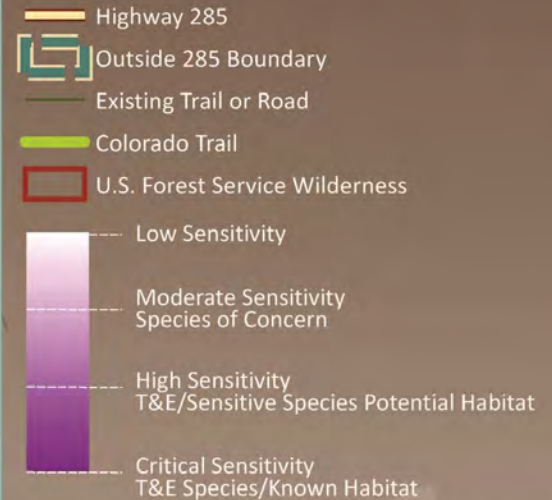 Highway 285
Outside 285 Boundary
Existing Trail or Road
Colorado Trail
U.S. Forest Service Wilderness
Low Sensitivity
Moderate Sensitivity
Species of Concern
High Sensitivity
T&E/Sensitive Species Potential Habitat
Critical Sensitivity
T&E Species/Known Habitat